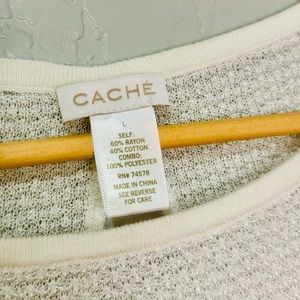 CACHÉ
L
SELF:
60% RAYON
40% COTTON
COMBO:
100% POLYESTER
RN# 74578
MADE IN CHINA
SEE REVERSE
FOR CARE